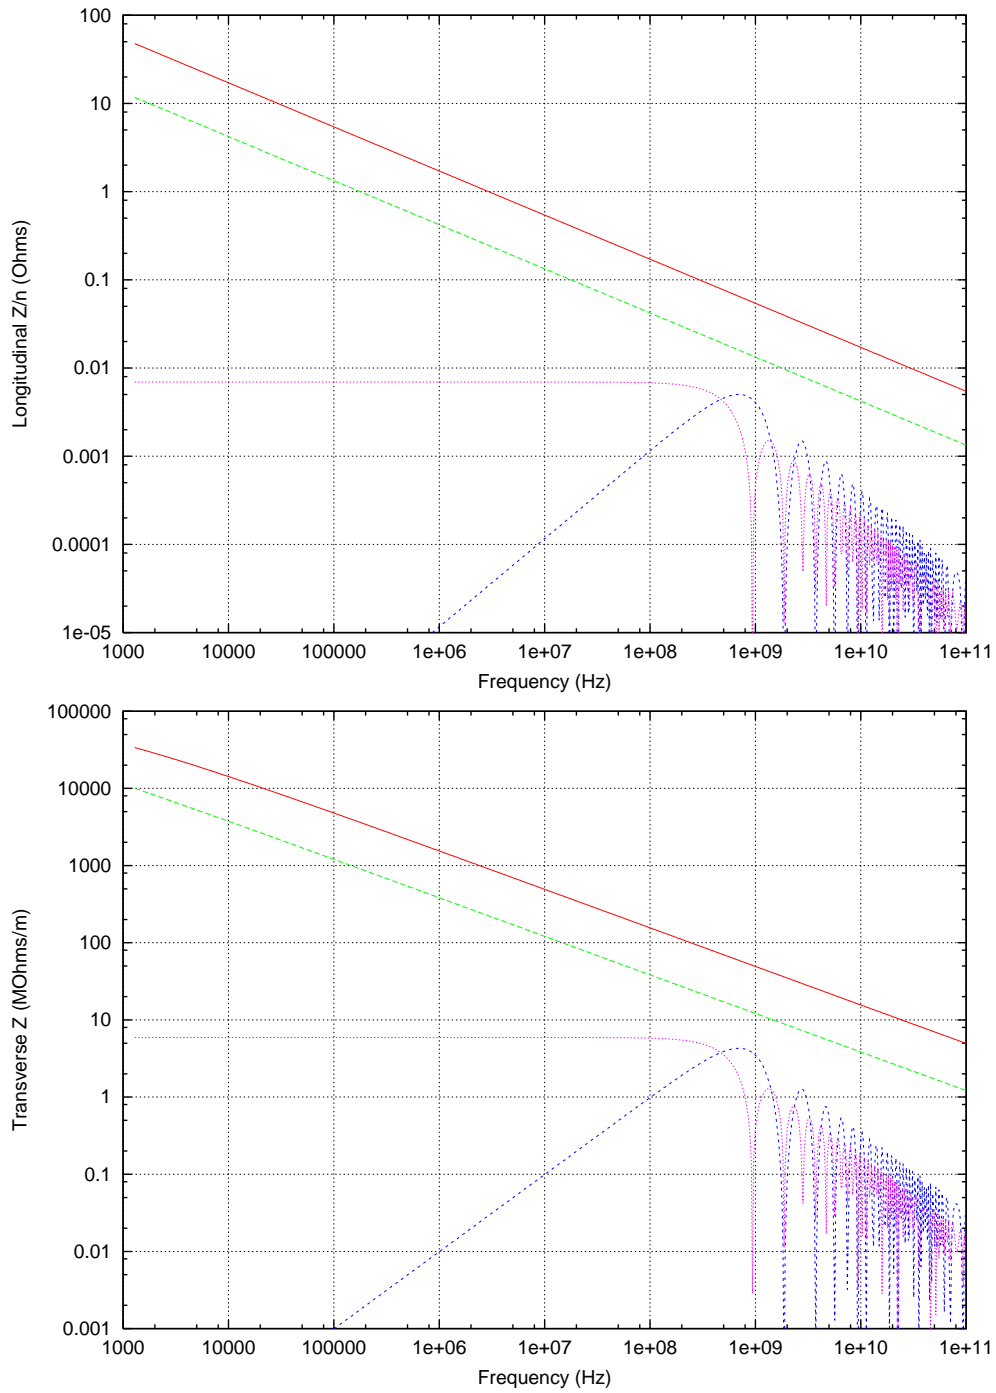 100
10
1
0.1
0.01
0.001
0.0001
1e-05
Longitudinal Z/n (Ohms)
1000 10000 100000 1e+06 1e+07 1e+08 1e+09 1e+10 1e+11
Frequency (Hz)
100000
10000
1000
100
10
1
0.1
0.01
0.001
Transverse Z (MOhms/m)
1000 10000 100000 1e+06 1e+07 1e+08 1e+09 1e+10 1e+11
Frequency (Hz)